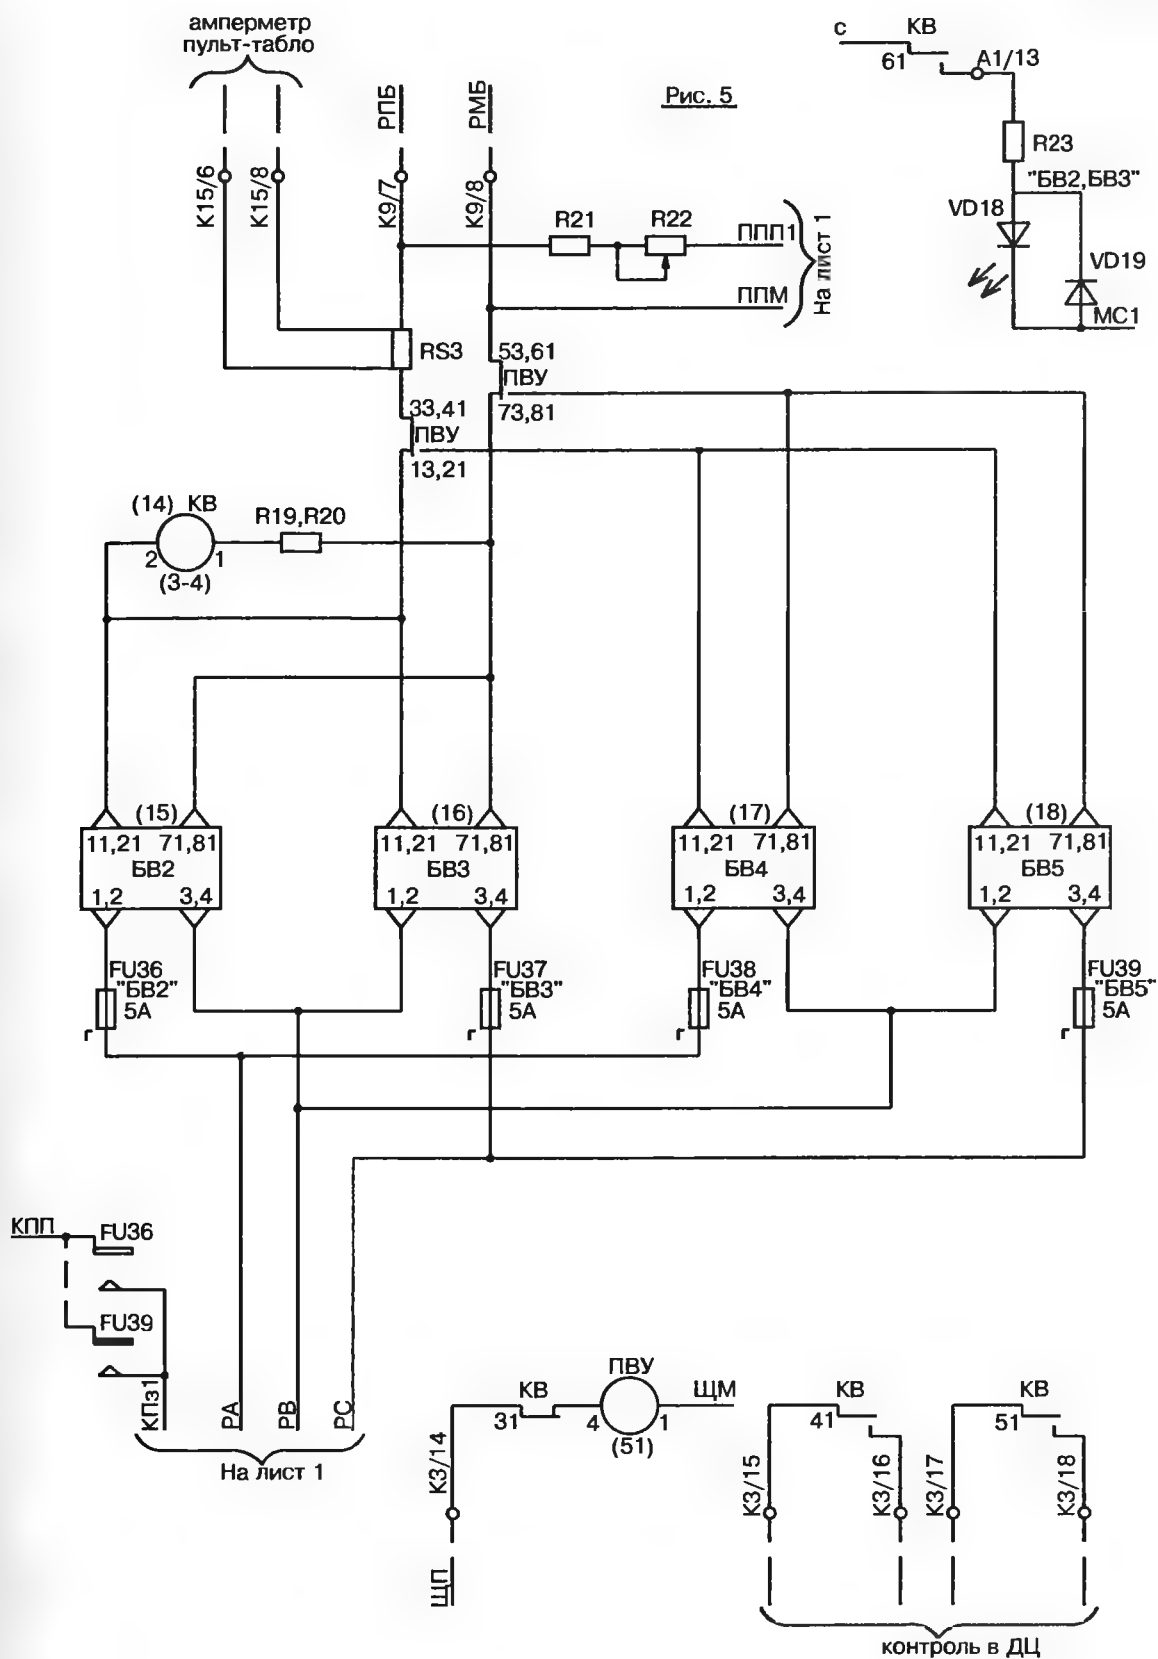 амперметр
пульт-табло
Рис. 5
с
КВ
61
А1/13
R23
"БВ2,БВ3"
VD18
VD19
МС1
К15/6
К15/8
РПБ
К9/7
РМБ
К9/8
R21
R22
ППП1
ППМ
На лист 1
RS3
53,61
ПВУ
73,81
33,41
ПВУ
13,21
(14) КВ
2
1
(3-4)
R19,R20
(15)
11,21 71,81
БВ2
1,2 3,4
(16)
11,21 71,81
БВ3
1,2 3,4
(17)
11,21 71,81
БВ4
1,2 3,4
(18)
11,21 71,81
БВ5
1,2 3,4
FU36
"БВ2"
5А
г
FU37
"БВ3"
5А
г
FU38
"БВ4"
5А
г
FU39
"БВ5"
5А
г
КПП
FU36
FU39
КПз1
РА
РВ
РС
На лист 1
КВ
31
ПВУ
4
1
(51)
ЩМ
К3/14
ЩП
КВ
41
К3/15
К3/16
КВ
51
К3/17
К3/18
контроль в ДЦ